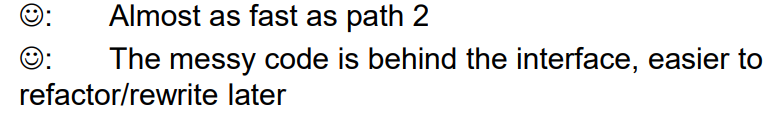 ☺: Almost as fast as path 2
☺: The messy code is behind the interface, easier to
refactor/rewrite later